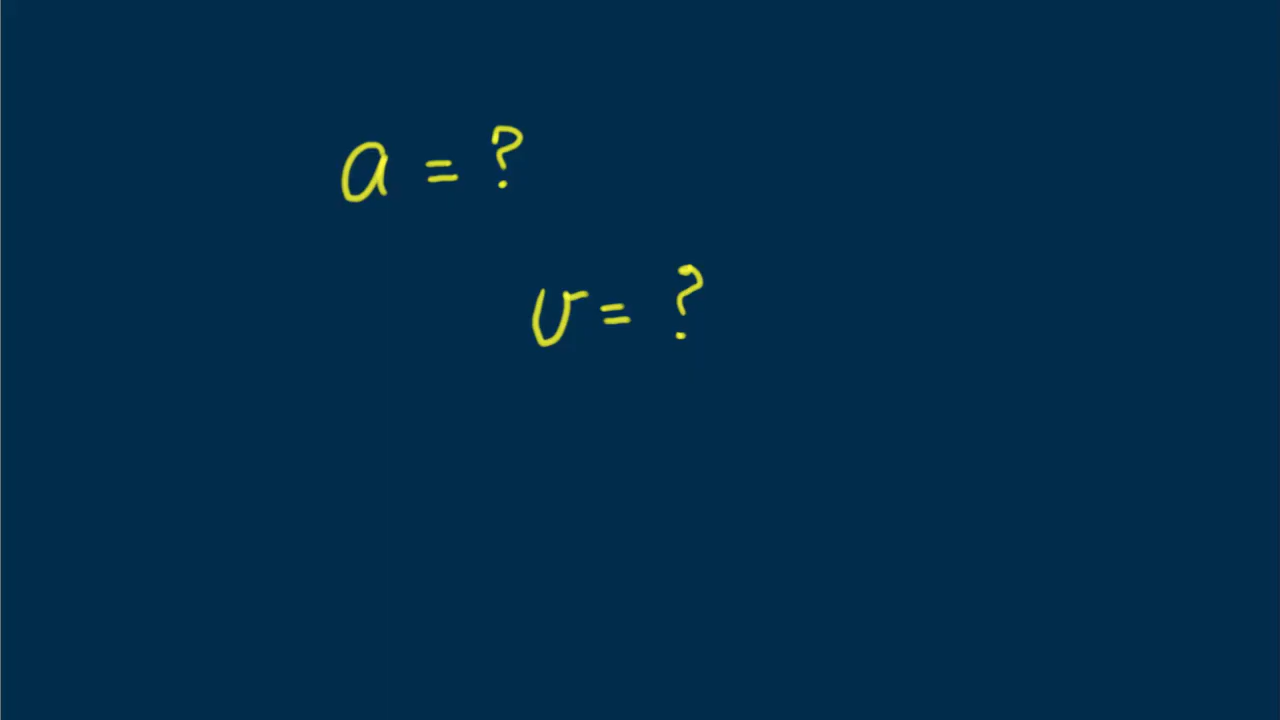 a = ?
v = ?